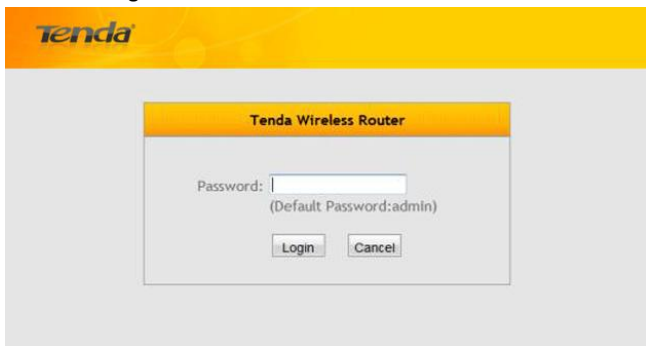 Tenda
Tenda Wireless Router
Password:
(Default Password:admin)
Login Cancel